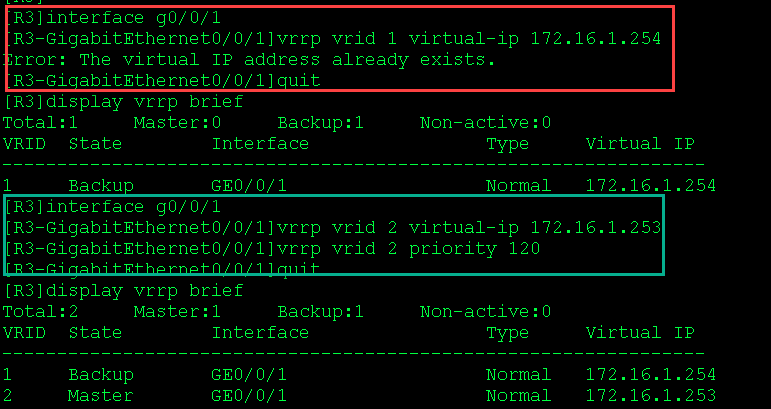 [R3]interface g0/0/1
[R3-GigabitEthernet0/0/1]vrrp vrid 1 virtual-ip 172.16.1.254
Error: The virtual IP address already exists.
[R3-GigabitEthernet0/0/1]quit
[R3]display vrrp brief
Total:1     Master:0     Backup:1     Non-active:0
VRID  State        Interface                Type     Virtual IP
----------------------------------------------------------------
1     Backup       GE0/0/1                  Normal   172.16.1.254
[R3]interface g0/0/1
[R3-GigabitEthernet0/0/1]vrrp vrid 2 virtual-ip 172.16.1.253
[R3-GigabitEthernet0/0/1]vrrp vrid 2 priority 120
[R3-GigabitEthernet0/0/1]quit
[R3]display vrrp brief
Total:2     Master:1     Backup:1     Non-active:0
VRID  State        Interface                Type     Virtual IP
----------------------------------------------------------------
1     Backup       GE0/0/1                  Normal   172.16.1.254
2     Master       GE0/0/1                  Normal   172.16.1.253